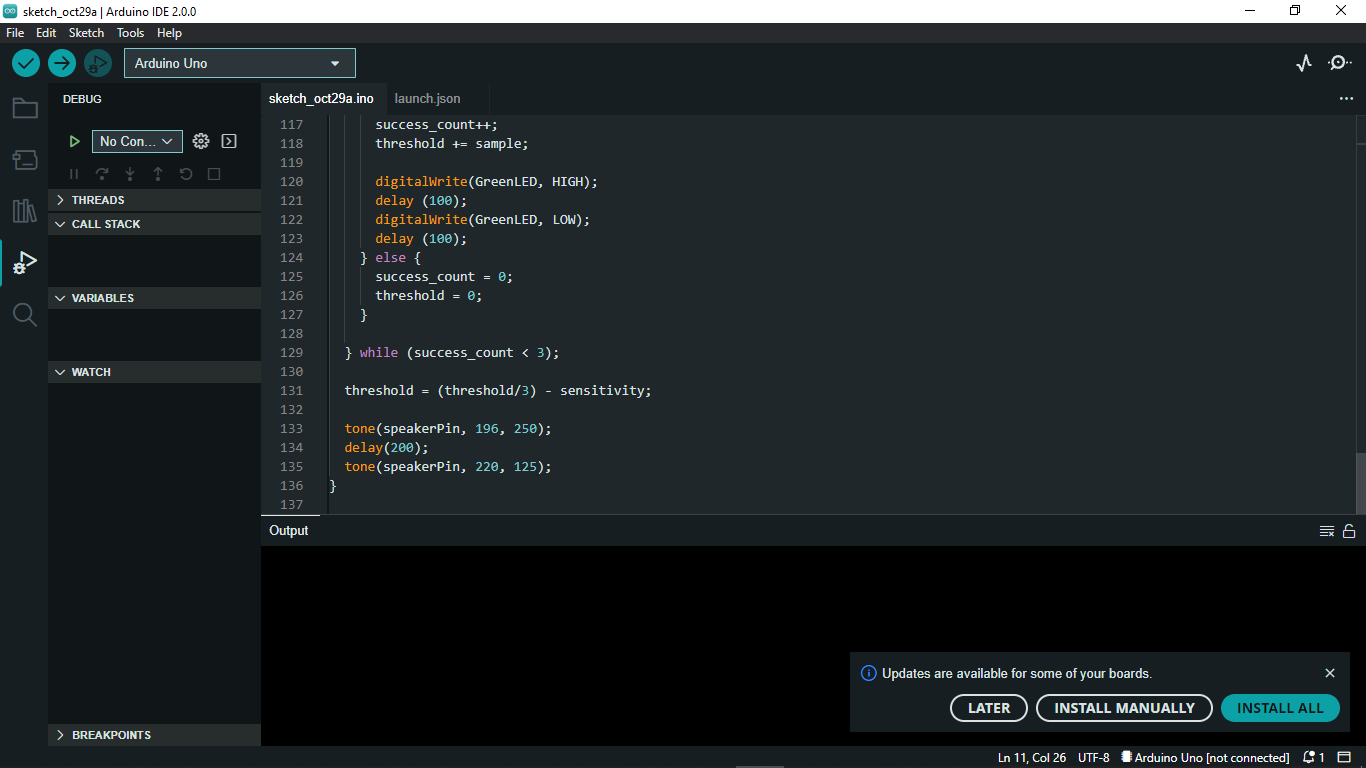 sketch_oct29a | Arduino IDE 2.0.0
File Edit Sketch Tools Help
Arduino Uno
DEBUG
No Con...
THREADS
CALL STACK
VARIABLES
WATCH
BREAKPOINTS
sketch_oct29a.ino launch.json
117 success_count++;
118 threshold += sample;
119
120 digitalWrite(GreenLED, HIGH);
121 delay (100);
122 digitalWrite(GreenLED, LOW);
123 delay (100);
124 } else {
125 success_count = 0;
126 threshold = 0;
127 }
128
129 } while (success_count < 3);
130
131 threshold = (threshold/3) - sensitivity;
132
133 tone(speakerPin, 196, 250);
134 delay(200);
135 tone(speakerPin, 220, 125);
136 }
137
Output
Updates are available for some of your boards.
LATER INSTALL MANUALLY INSTALL ALL
Ln 11, Col 26 UTF-8 Arduino Uno [not connected] 1